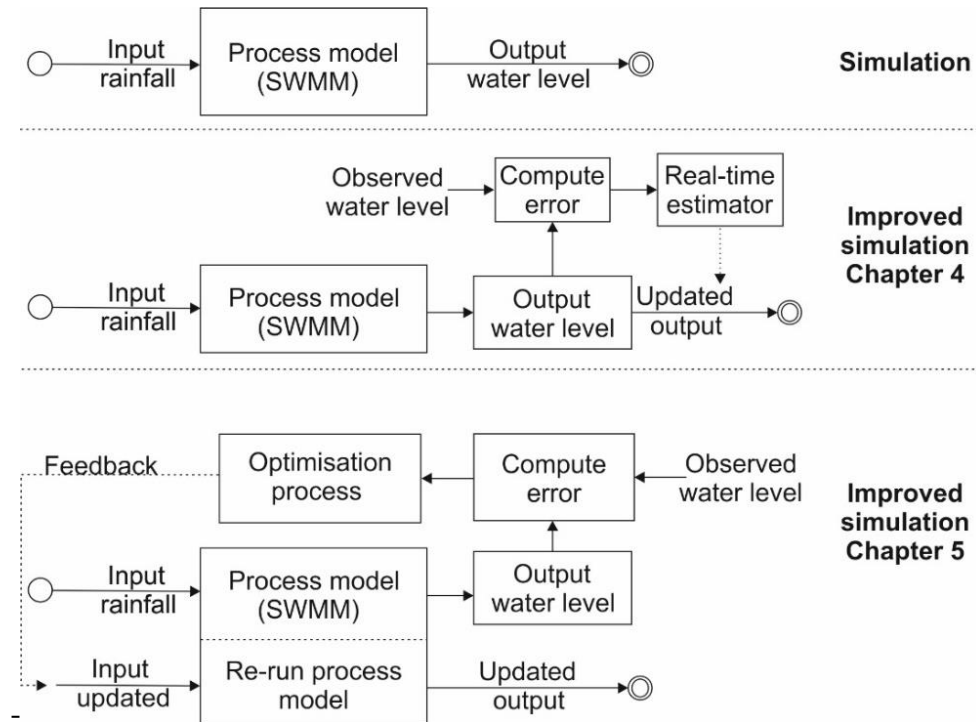 Input
rainfall
Process model
(SWMM)
Output
water level
Simulation
Observed
water level
Compute
error
Real-time
estimator
Improved
simulation
Chapter 4
Input
rainfall
Process model
(SWMM)
Output
water level
Updated
output
Feedback
Optimisation
process
Compute
error
Observed
water level
Improved
simulation
Chapter 5
Input
rainfall
Process model
(SWMM)
Output
water level
Input
updated
Re-run process
model
Updated
output
-